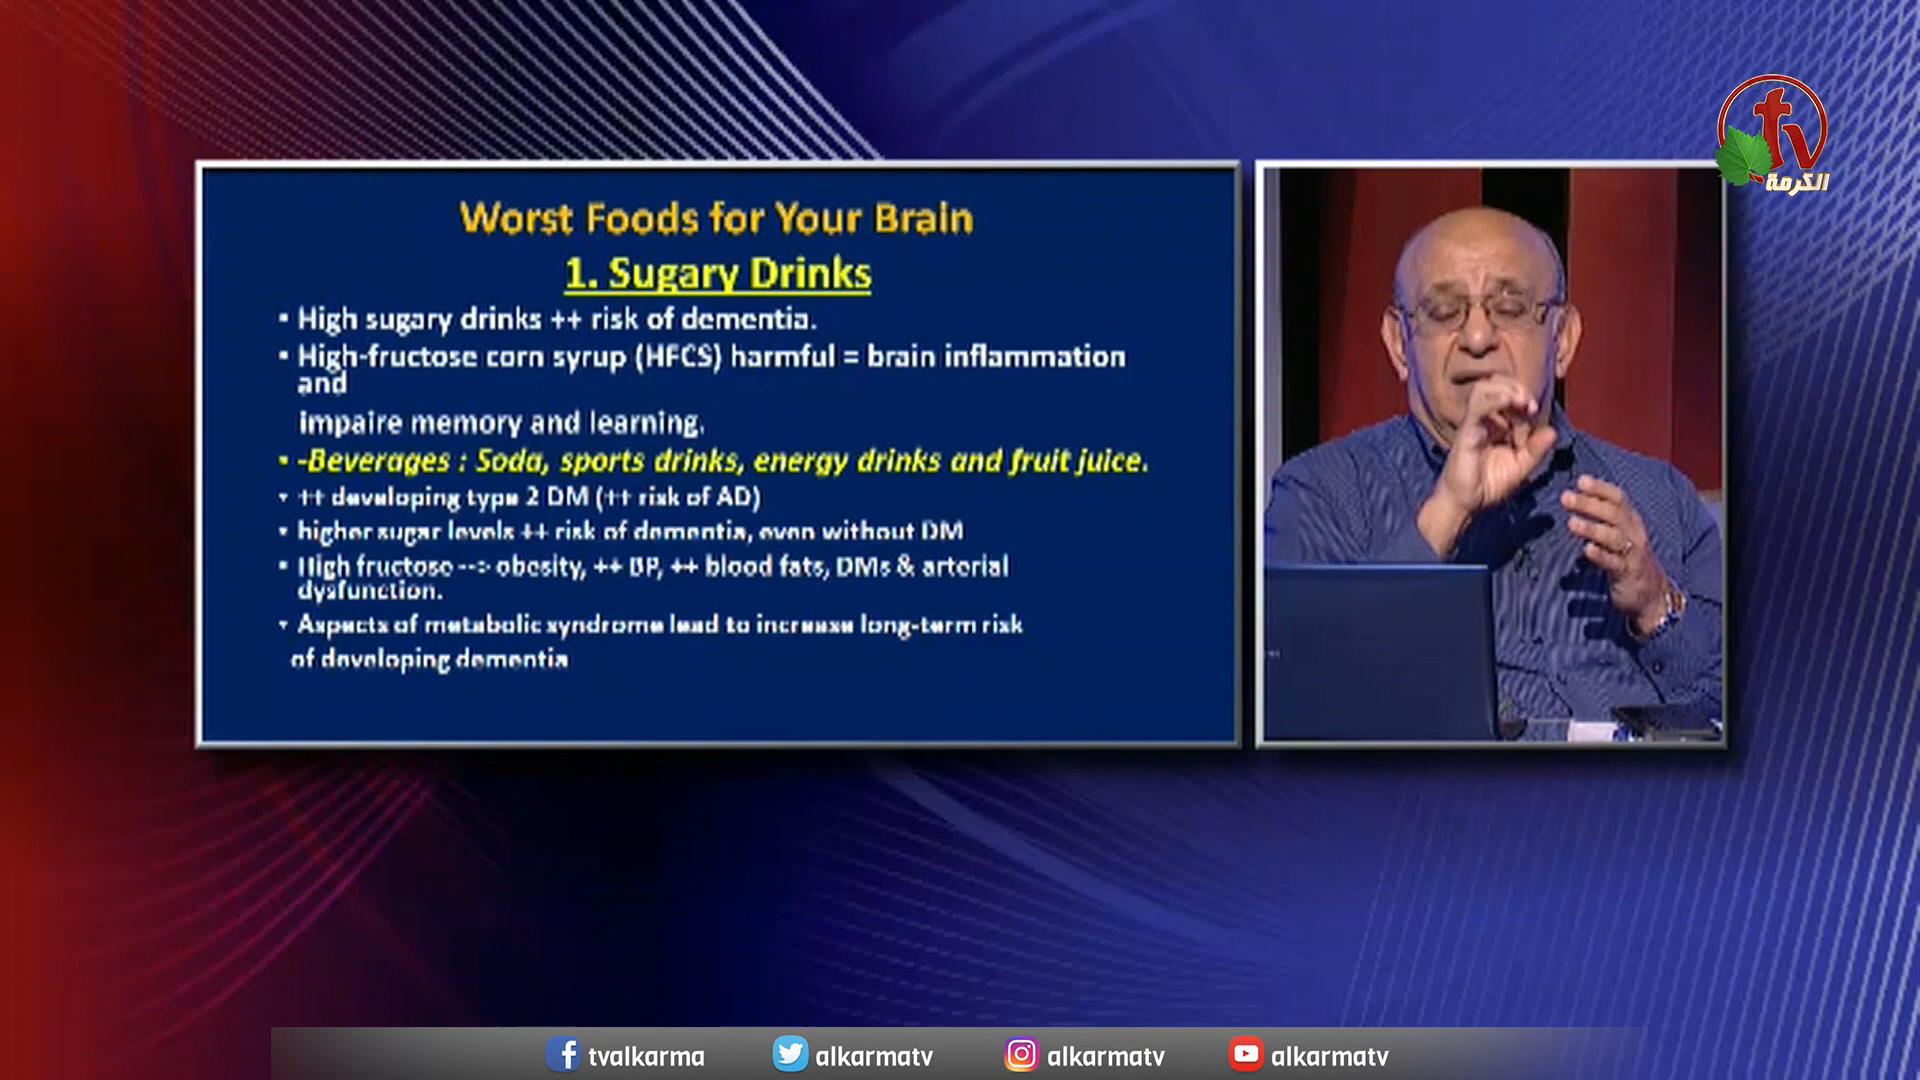 tv
الكرمة
Worst Foods for Your Brain
1. Sugary Drinks
▪ High sugary drinks ++ risk of dementia.
▪ High-fructose corn syrup (HFCS) harmful = brain inflammation
and
impaire memory and learning.
▪ -Beverages : Soda, sports drinks, energy drinks and fruit juice.
▪ ++ developing type 2 DM (++ risk of AD)
▪ higher sugar levels ++ risk of dementia, even without DM
▪ High fructose --> obesity, ++ BP, ++ blood fats, DMs & arterial
dysfunction.
▪ Aspects of metabolic syndrome lead to increase long-term risk
of developing dementia
tvalkarma
alkarmatv
alkarmatv
alkarmatv